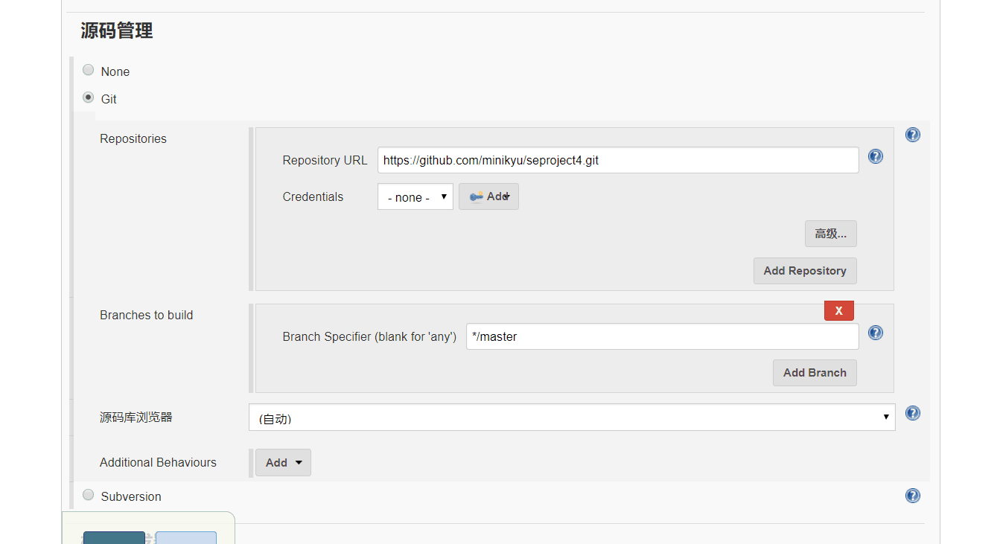 源码管理
None
Git
Repositories
Repository URL https://github.com/minikyu/seproject4.git
Credentials - none - Add
高级...
Add Repository
Branches to build
X
Branch Specifier (blank for 'any') */master
Add Branch
源码库浏览器 (自动)
Additional Behaviours Add
Subversion